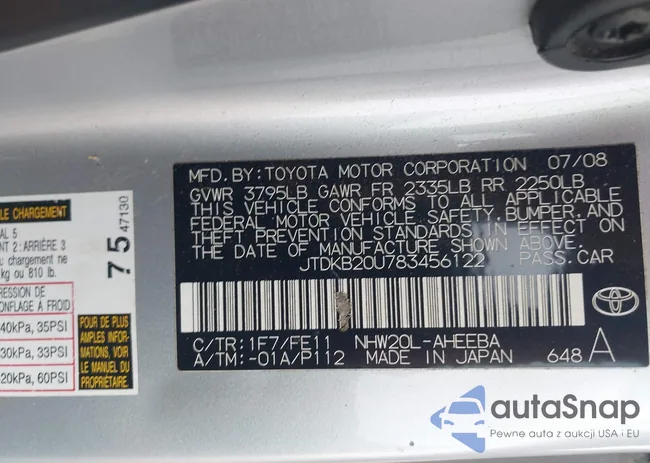 LE CHARGEMENT
AL 5
NT 2: ARRIÈRE 3
u chargement ne
kg ou 810 lb.
RESSION DE
ONFLAGE À FROID
40kPa, 35PSI
30kPa, 33PSI
20kPa, 60PSI
75 47130
POUR DE PLUS
AMPLES INFOR-
MATIONS, VOIR
LE MANUEL DU
PROPRIÉTAIRE.
MFD. BY: TOYOTA MOTOR CORPORATION 07/08
GVWR 3795LB GAWR FR 2335LB RR 2250LB
THIS VEHICLE CONFORMS TO ALL APPLICABLE
FEDERAL MOTOR VEHICLE SAFETY, BUMPER, AND
THEFT PREVENTION STANDARDS IN EFFECT ON
THE DATE OF MANUFACTURE SHOWN ABOVE.
JTDKB20U783456122 PASS. CAR
C/TR: 1F7/FE11 NHW20L-AHEEBA
A/TM: -01A/P112 MADE IN JAPAN 648 A
autaSnap
Pewne auta z aukcji USA i EU